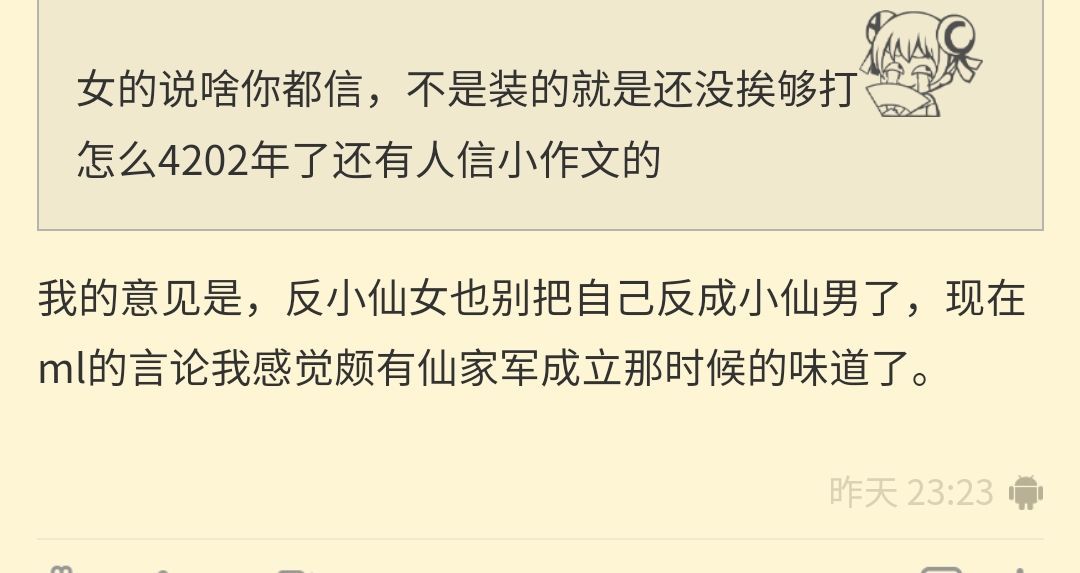 女的说啥你都信，不是装的就是还没挨够打
怎么4202年了还有人信小作文的
我的意见是，反小仙女也别把自己反成小仙男了，现在
ml的言论我感觉颇有仙家军成立那时候的味道了。
昨天 23:23